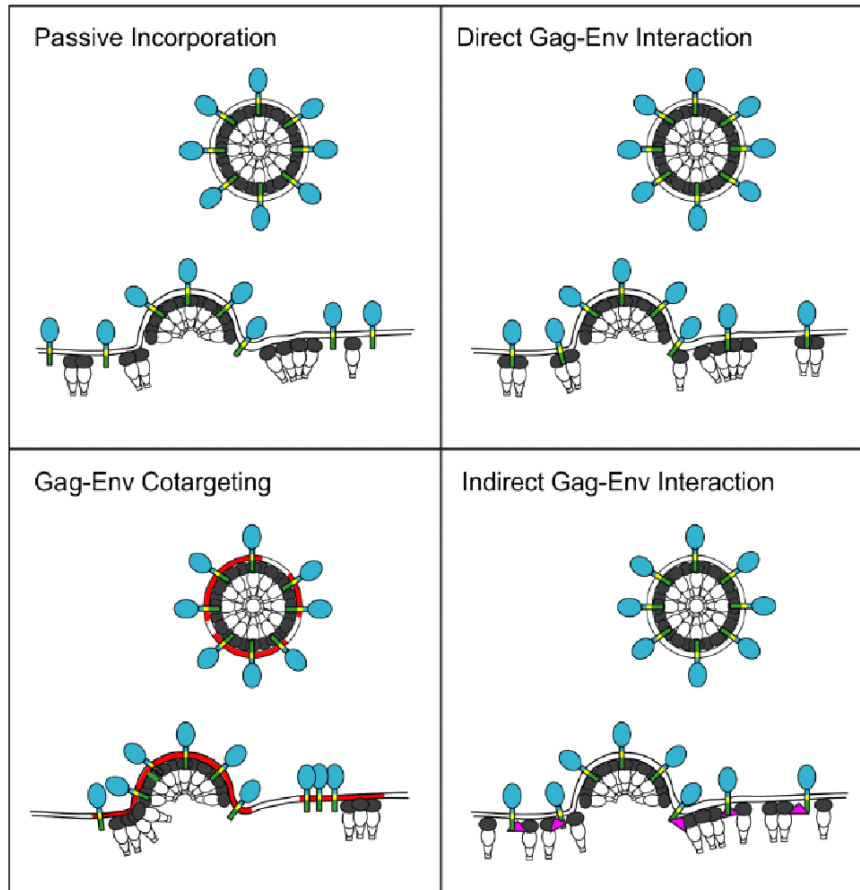 Passive Incorporation
Direct Gag-Env Interaction
Gag-Env Cotargeting
Indirect Gag-Env Interaction